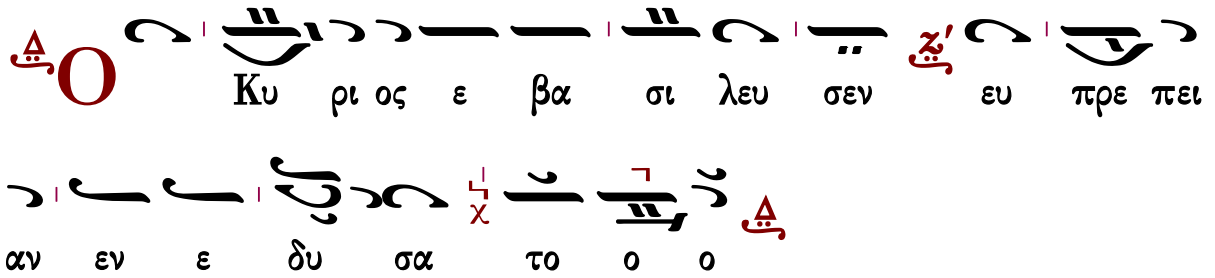 Ο Κυ ρι ος ε βα σι λευ σεν ευ πρε πει
αν εν ε δυ σα το ο ο